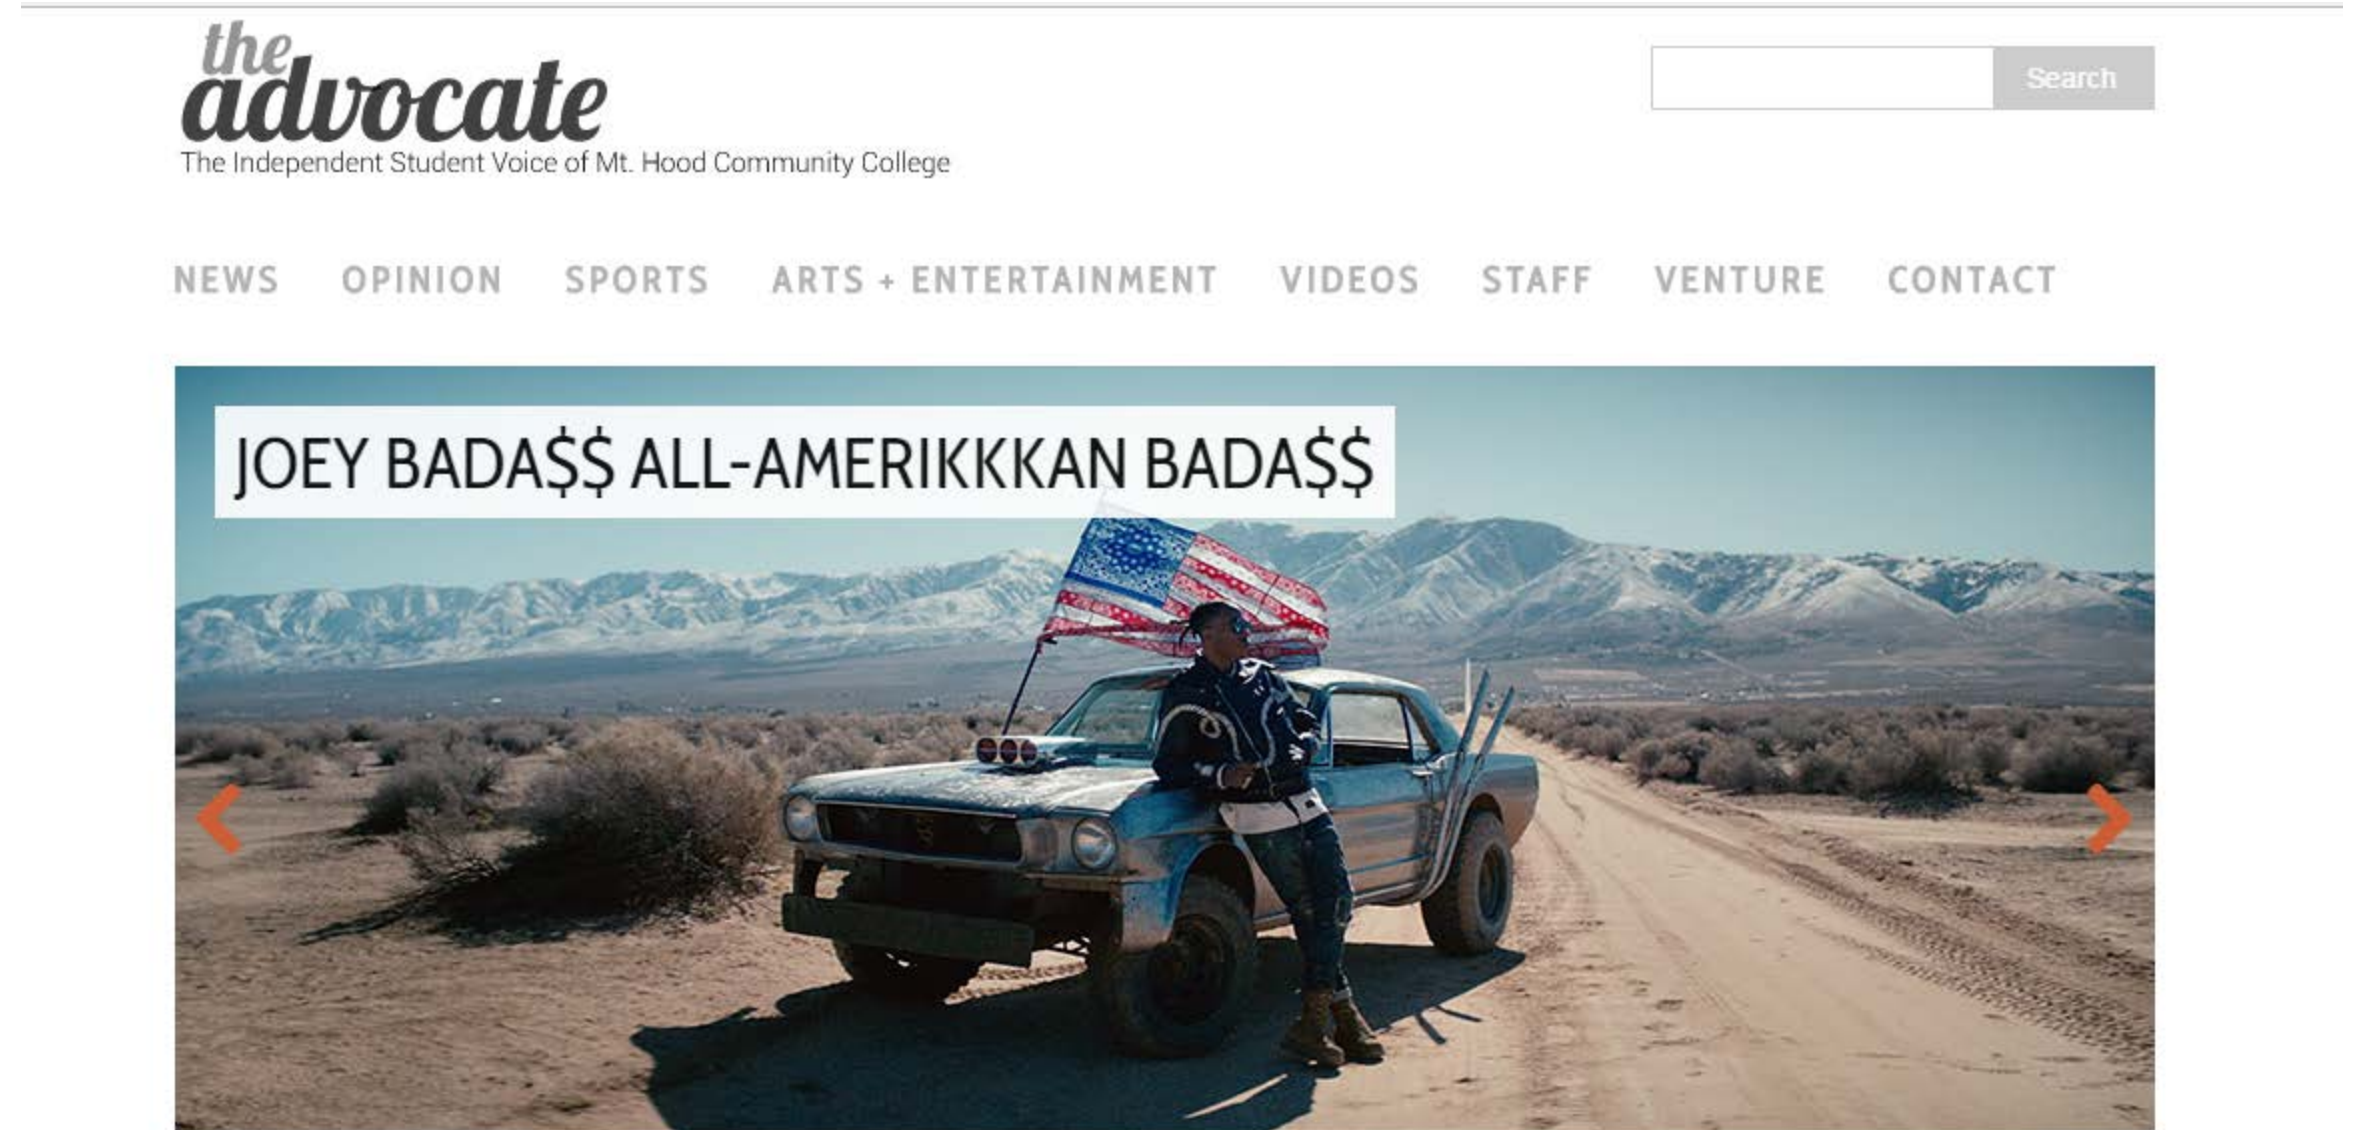 the
advocate
The Independent Student Voice of Mt. Hood Community College
Search
NEWS OPINION SPORTS ARTS + ENTERTAINMENT VIDEOS STAFF VENTURE CONTACT
JOEY BADA$$ ALL-AMERIKKKAN BADA$$